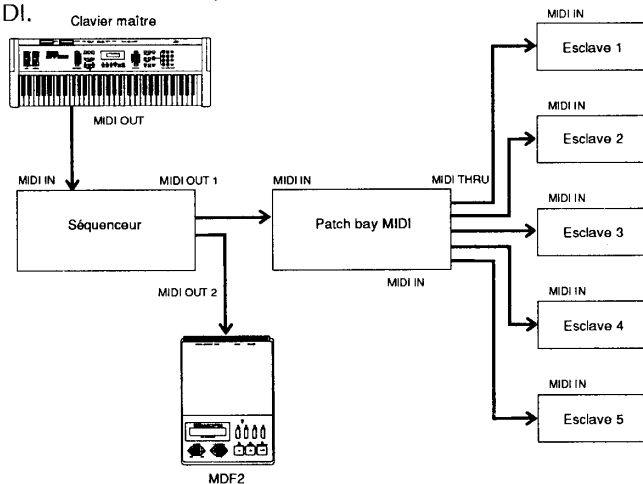 DI.
Clavier maître
MIDI OUT
MIDI IN
MIDI OUT 1
Séquenceur
MIDI OUT 2
MDF2
MIDI IN
MIDI THRU
Patch bay MIDI
MIDI IN
MIDI IN
Esclave 1
MIDI IN
Esclave 2
MIDI IN
Esclave 3
MIDI IN
Esclave 4
MIDI IN
Esclave 5